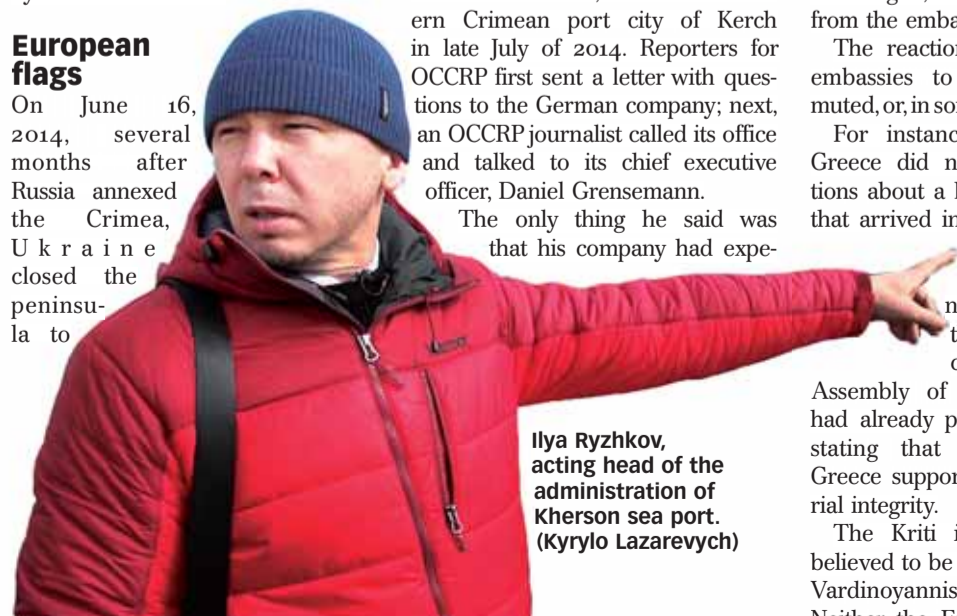 European
flags
On June 16,
2014, several
months after
Russia annexed
the Crimea,
Ukraine
closed the
peninsu-
la to
ern Crimean port city of Kerch
in late July of 2014. Reporters for
OCCRP first sent a letter with ques-
tions to the German company; next,
an OCCRP journalist called its office
and talked to its chief executive
officer, Daniel Grensemann.
The only thing he said was
that his company had expe-
Ilya Ryzhkov,
acting head of the
administration of
Kherson sea port.
(Kyrylo Lazarevych)
from the emba
The reaction
embassies to
muted, or, in so
For instanc
Greece did n
tions about a
that arrived in
Assembly of
had already p
stating that
Greece suppor
rial integrity.
The Kriti i
believed to be
Vardinoyannis